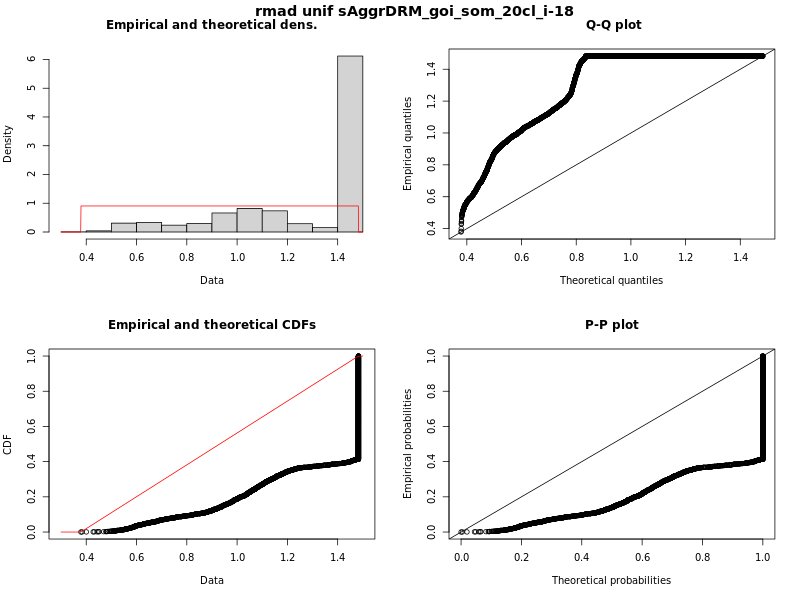 rmad unif sAggrDRM_goi_som_20cl_i-18
Empirical and theoretical dens.
Density
0 1 2 3 4 5 6
0.4 0.6 0.8 1.0 1.2 1.4
Data
Q-Q plot
Empirical quantiles
0.4 0.6 0.8 1.0 1.2 1.4
0.4 0.6 0.8 1.0 1.2 1.4
Theoretical quantiles
Empirical and theoretical CDFs
CDF
0.0 0.2 0.4 0.6 0.8 1.0
0.4 0.6 0.8 1.0 1.2 1.4
Data
P-P plot
Empirical probabilities
0.0 0.2 0.4 0.6 0.8 1.0
0.0 0.2 0.4 0.6 0.8 1.0
Theoretical probabilities